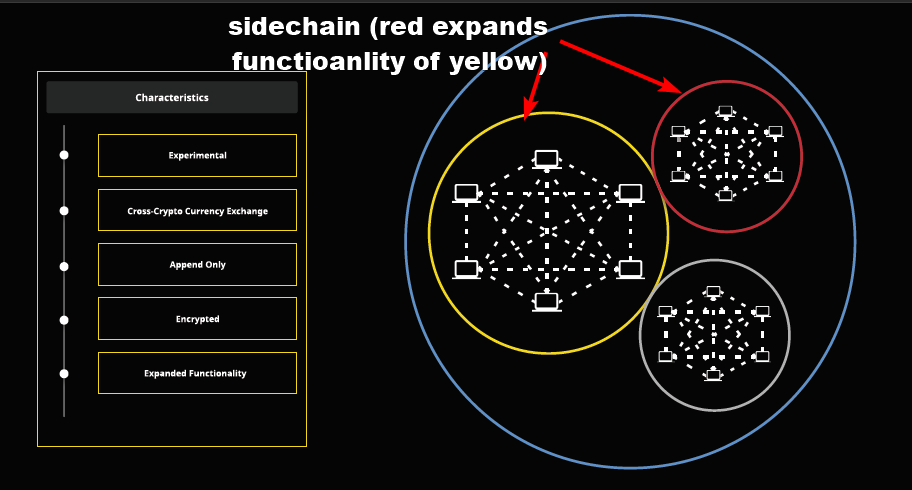 sidechain (red expands
functioanlity of yellow)
Characteristics
Experimental
Cross-Crypto Currency Exchange
Append Only
Encrypted
Expanded Functionality